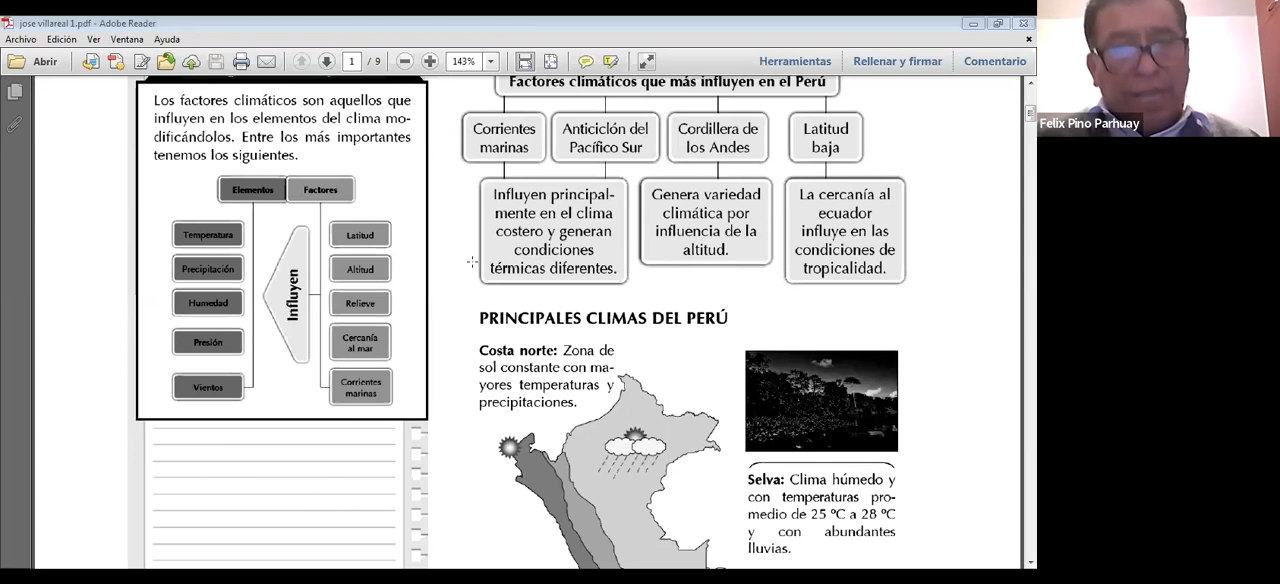 jose villareal 1.pdf - Adobe Reader
Archivo Edición Ver Ventana Ayuda
Abrir 1 / 9 143% Herramientas Rellenar y firmar Comentario
Felix Pino Parhuay
Los factores climáticos son aquellos que
influyen en los elementos del clima mo-
dificándolos. Entre los más importantes
tenemos los siguientes.
Elementos Factores
Temperatura
Precipitación
Humedad
Presión
Vientos
Influyen
Latitud
Altitud
Relieve
Cercanía
al mar
Corrientes
marinas
Factores climáticos que más influyen en el Perú
Corrientes
marinas
Anticiclón del
Pacífico Sur
Cordillera de
los Andes
Latitud
baja
Influyen principal-
mente en el clima
costero y generan
condiciones
térmicas diferentes.
Genera variedad
climática por
influencia de la
altitud.
La cercanía al
ecuador
influye en las
condiciones de
tropicalidad.
PRINCIPALES CLIMAS DEL PERÚ
Costa norte: Zona de
sol constante con ma-
yores temperaturas y
precipitaciones.
Selva: Clima húmedo y
con temperaturas pro-
medio de 25 ºC a 28 ºC
y con abundantes
lluvias.